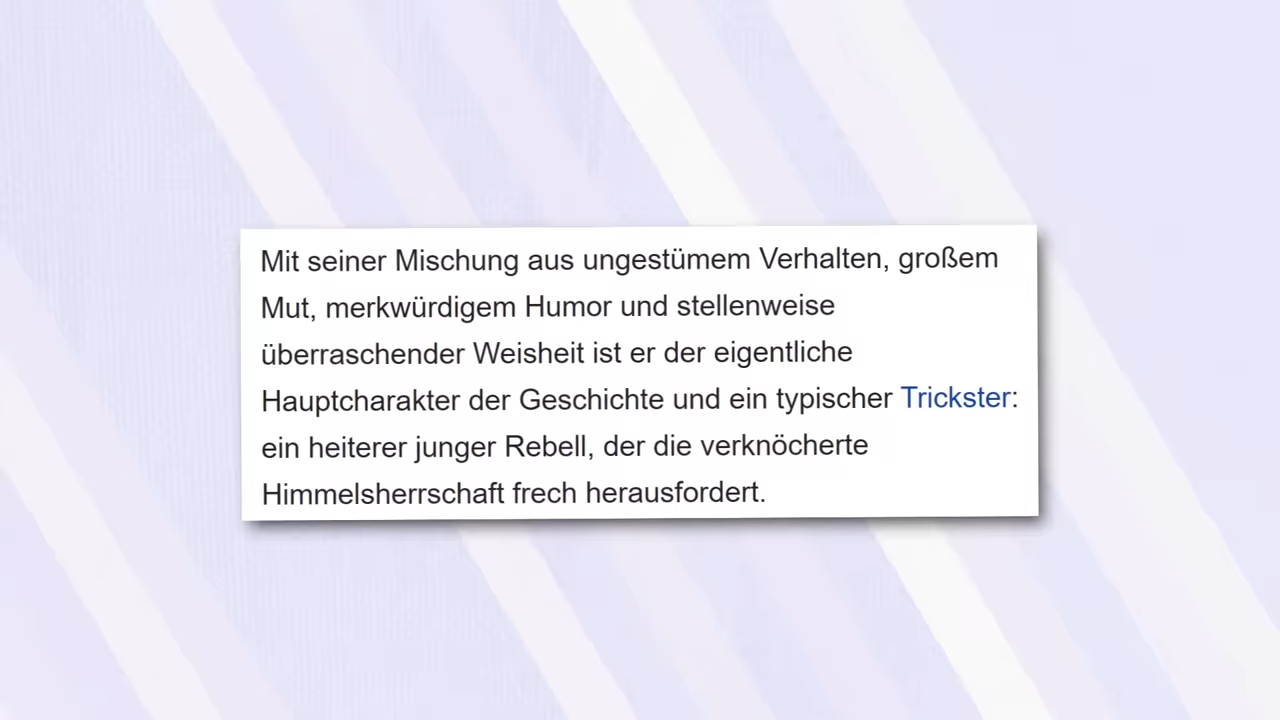 Mit seiner Mischung aus ungestümem Verhalten, großem
Mut, merkwürdigem Humor und stellenweise
überraschender Weisheit ist er der eigentliche
Hauptcharakter der Geschichte und ein typischer Trickster:
ein heiterer junger Rebell, der die verknöcherte
Himmelsherrschaft frech herausfordert.